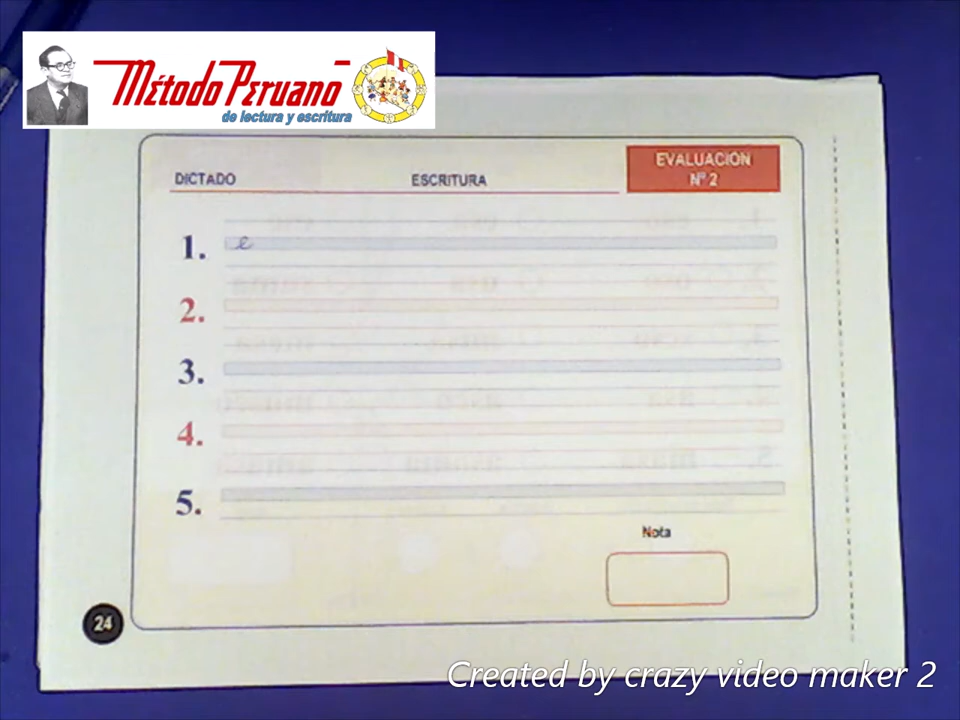 Método Peruano
de lectura y escritura
DICTADO ESCRITURA EVALUACIÓN
Nº 2
1. e
2.
3.
4.
5.
Nota
24
Created by crazy video maker 2